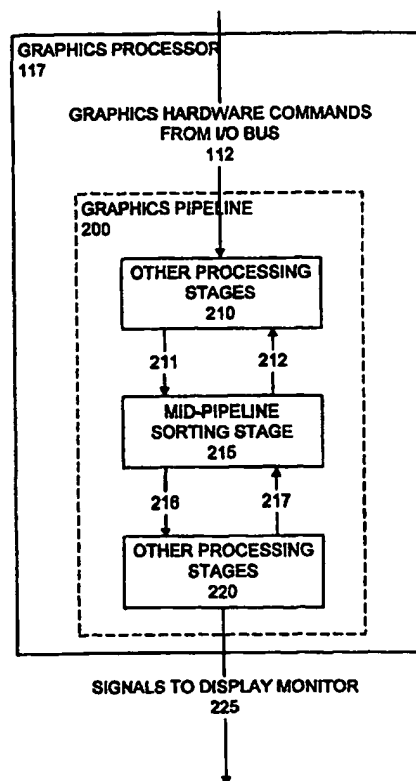 GRAPHICS PROCESSOR
117
GRAPHICS HARDWARE COMMANDS
FROM I/O BUS
112
GRAPHICS PIPELINE
200
OTHER PROCESSING
STAGES
210
211 212
MID-PIPELINE
SORTING STAGE
215
216 217
OTHER PROCESSING
STAGES
220
SIGNALS TO DISPLAY MONITOR
225